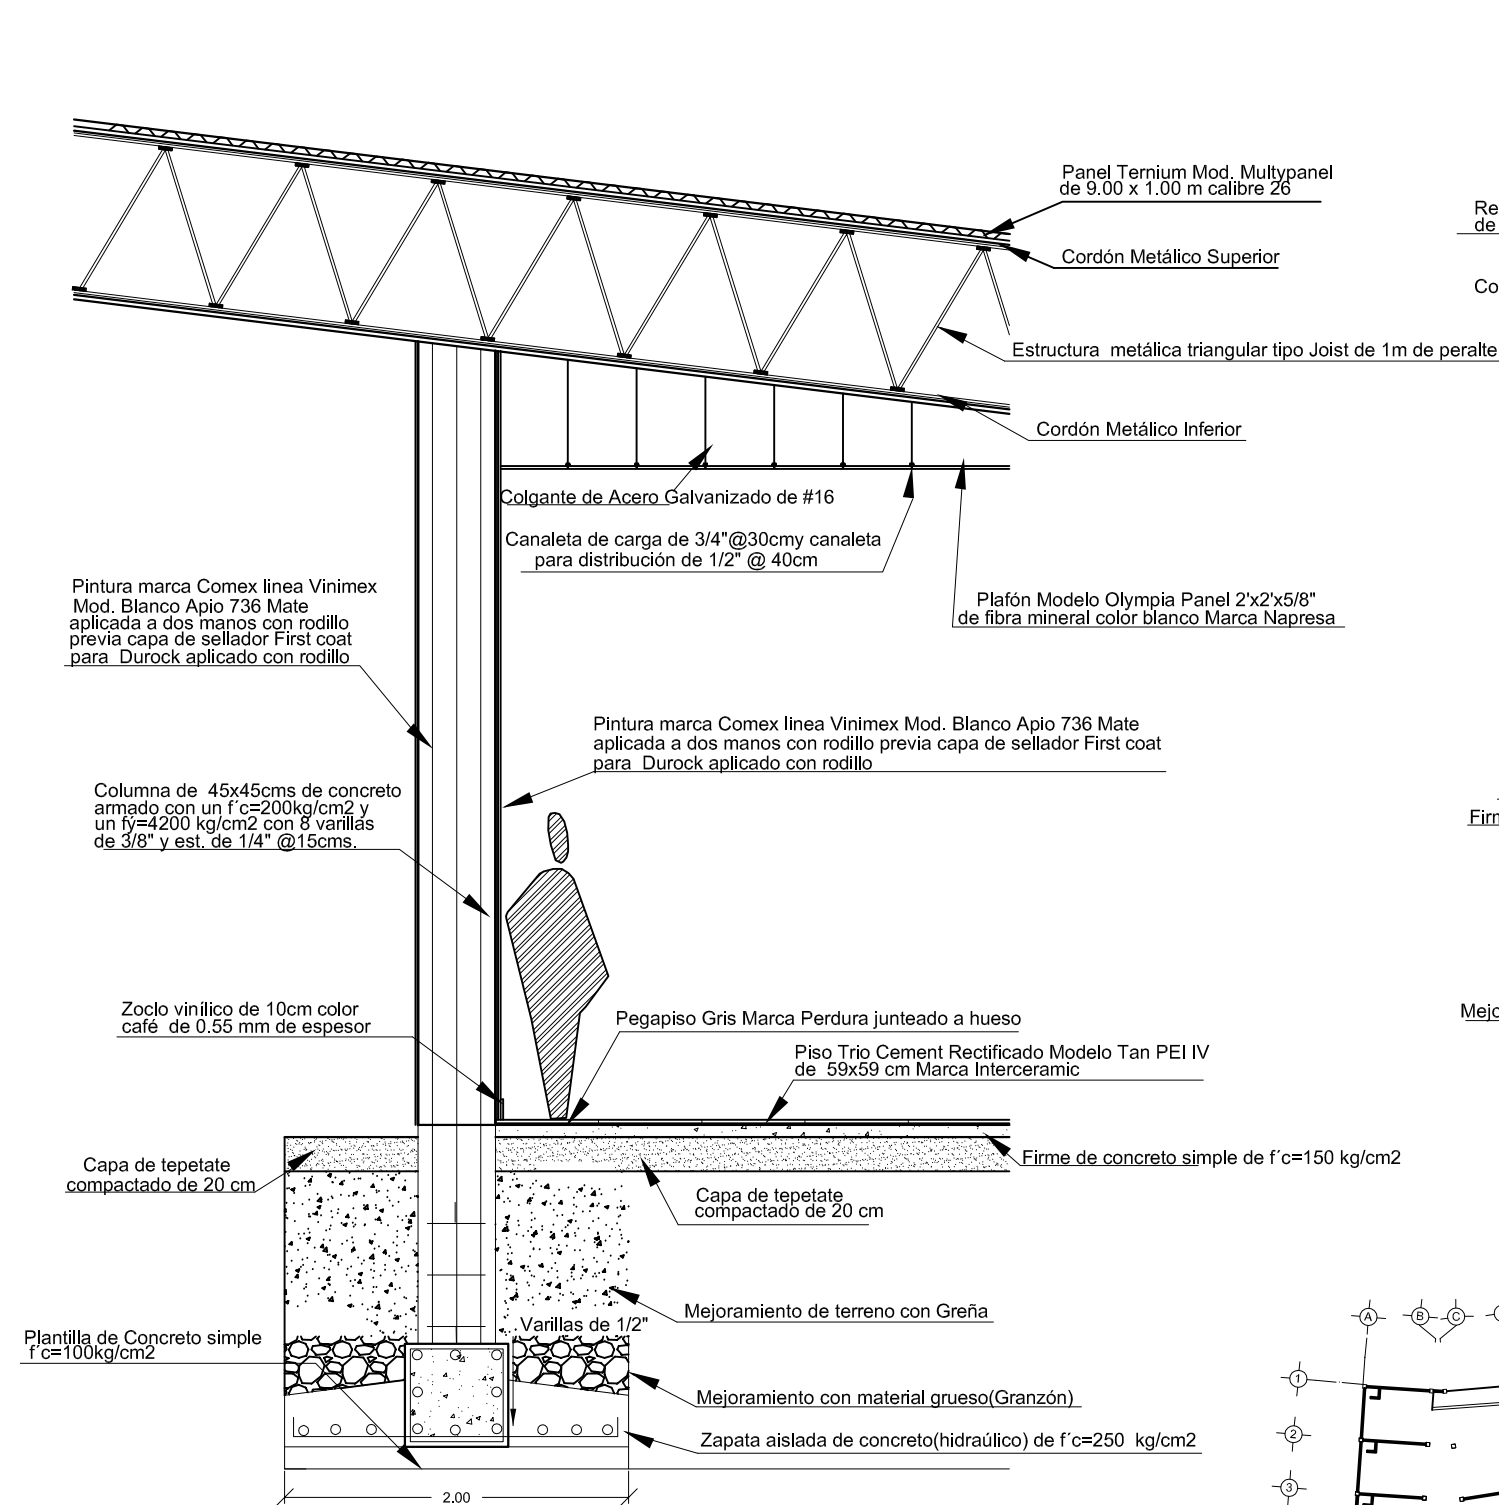 Panel Ternium Mod. Multypanel
de 9.00 x 1.00 m calibre 26
Cordón Metálico Superior
Estructura metálica triangular tipo Joist de 1m de peralte
Cordón Metálico Inferior
Colgante de Acero Galvanizado de #16
Canaleta de carga de 3/4"@30cmy canaleta
para distribución de 1/2" @ 40cm
Plafón Modelo Olympia Panel 2'x2'x5/8"
de fibra mineral color blanco Marca Napresa
Pintura marca Comex linea Vinimex
Mod. Blanco Apio 736 Mate
aplicada a dos manos con rodillo
previa capa de sellador First coat
para Durock aplicado con rodillo
Pintura marca Comex linea Vinimex Mod. Blanco Apio 736 Mate
aplicada a dos manos con rodillo previa capa de sellador First coat
para Durock aplicado con rodillo
Columna de 45x45cms de concreto
armado con un f´c=200kg/cm2 y
un fý=4200 kg/cm2 con 8 varillas
de 3/8" y est. de 1/4" @15cms.
Zoclo vinílico de 10cm color
café de 0.55 mm de espesor
Pegapiso Gris Marca Perdura junteado a hueso
Piso Trio Cement Rectificado Modelo Tan PEI IV
de 59x59 cm Marca Interceramic
Firme de concreto simple de f´c=150 kg/cm2
Capa de tepetate
compactado de 20 cm
Capa de tepetate
compactado de 20 cm
Mejoramiento de terreno con Greña
Varillas de 1/2"
Plantilla de Concreto simple
f´c=100kg/cm2
Mejoramiento con material grueso(Granzón)
Zapata aislada de concreto(hidraúlico) de f´c=250 kg/cm2
2.00
Re
de
Co
Firm
Mejo
A
B
C
1
2
3